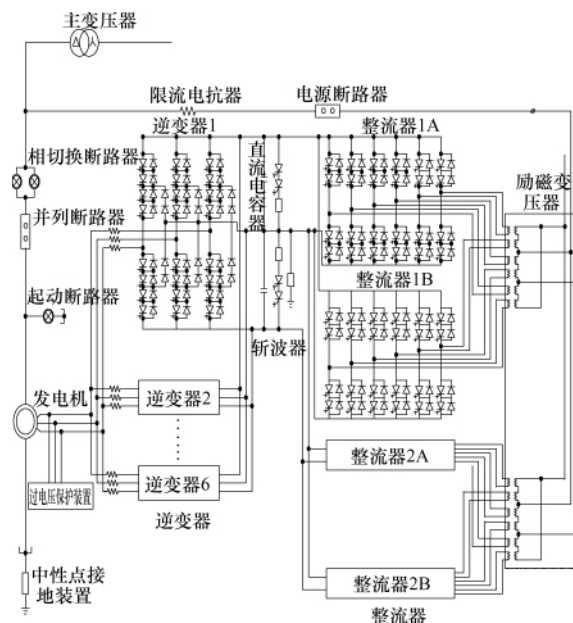 主变压器
限流电抗器
电源断路器
逆变器1
整流器1A
相切换断路器
直流电容器
励磁变
压器
并列断路器
整流器1B
起动断路器
斩波器
发电机
逆变器2
整流器2A
逆变器6
过电压保护装置
逆变器
中性点接
地装置
整流器2B
整流器